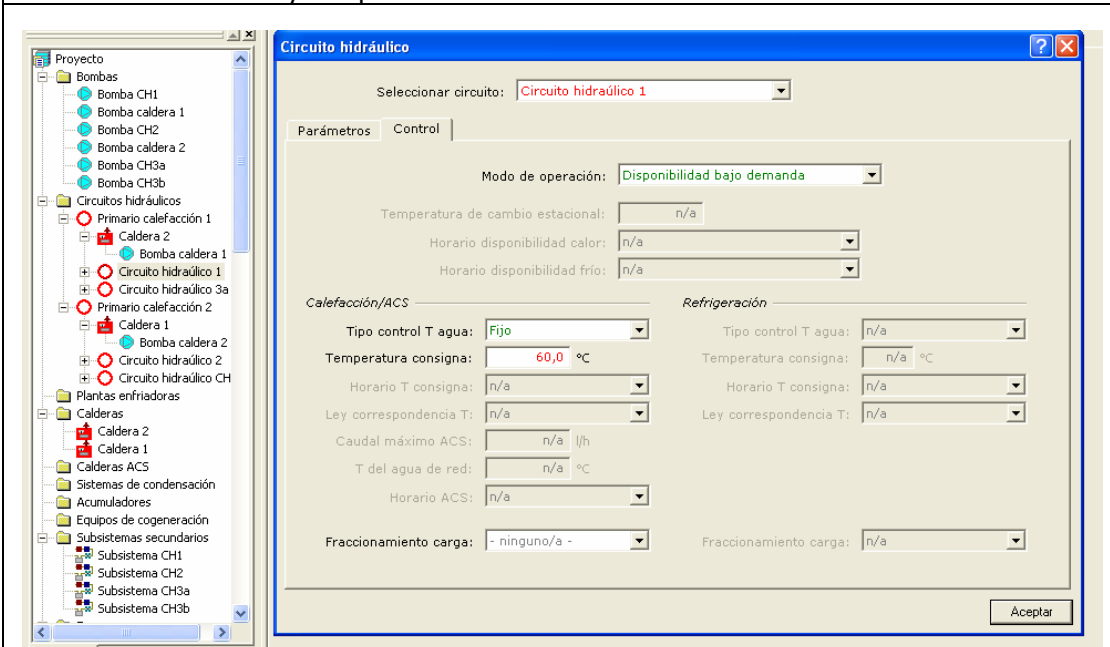 Proyecto
Bombas
Bomba CH1
Bomba caldera 1
Bomba CH2
Bomba caldera 2
Bomba CH3a
Bomba CH3b
Circuitos hidráulicos
Primario calefacción 1
Caldera 2
Bomba caldera 1
Circuito hidraúlico 1
Circuito hidraúlico 3a
Primario calefacción 2
Caldera 1
Bomba caldera 2
Circuito hidraúlico 2
Circuito hidraúlico CH
Plantas enfriadoras
Calderas
Caldera 2
Caldera 1
Calderas ACS
Sistemas de condensación
Acumuladores
Equipos de cogeneración
Subsistemas secundarios
Subsistema CH1
Subsistema CH2
Subsistema CH3a
Subsistema CH3b
Circuito hidráulico
Seleccionar circuito: Circuito hidraúlico 1
Parámetros Control
Modo de operación: Disponibilidad bajo demanda
Temperatura de cambio estacional: n/a
Horario disponibilidad calor: n/a
Horario disponibilidad frío: n/a
Calefacción/ACS Refrigeración
Tipo control T agua: Fijo Tipo control T agua: n/a
Temperatura consigna: 60,0 ºC Temperatura consigna: n/a ºC
Horario T consigna: n/a Horario T consigna: n/a
Ley correspondencia T: n/a Ley correspondencia T: n/a
Caudal máximo ACS: n/a l/h
T del agua de red: n/a ºC
Horario ACS: n/a
Fraccionamiento carga: - ninguno/a - Fraccionamiento carga: n/a
Aceptar